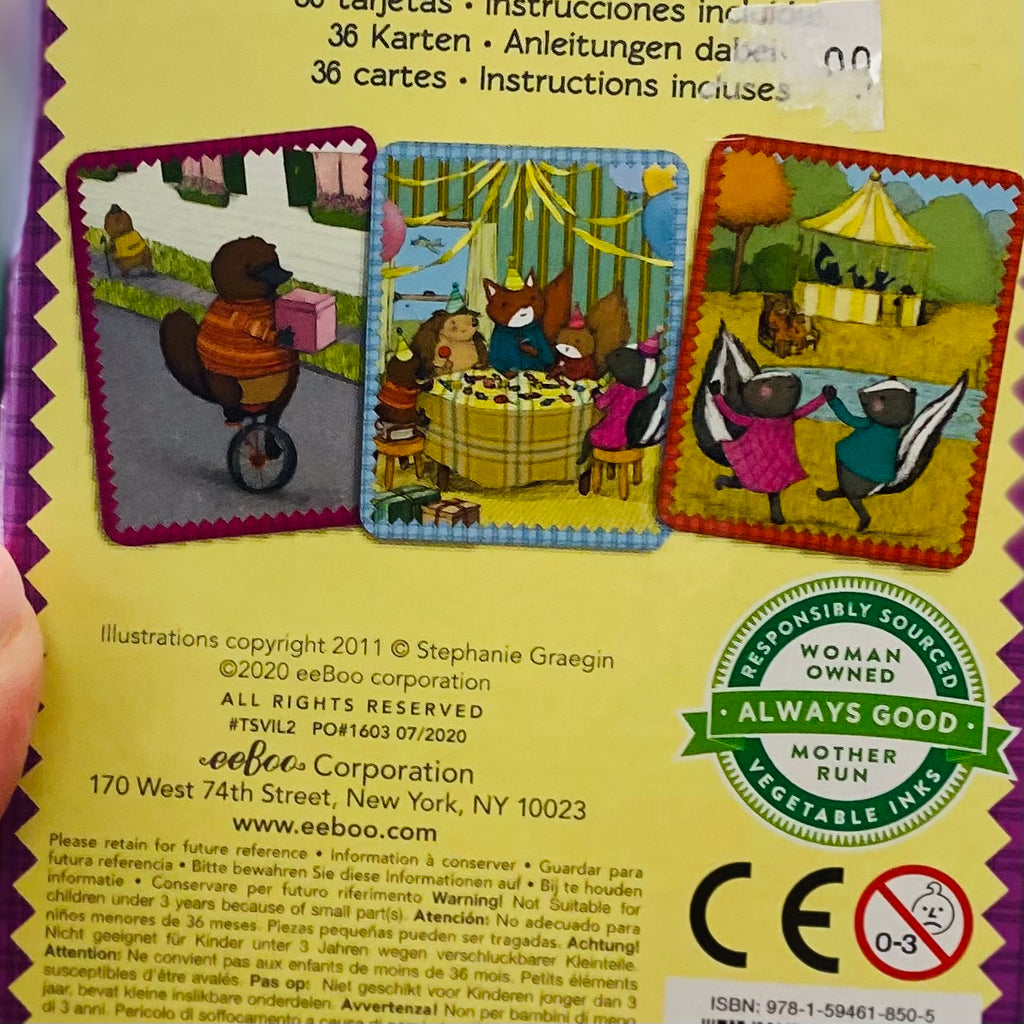 36 tarjetas • Instrucciones incluidas
36 Karten • Anleitungen dabei
36 cartes • Instructions incluses
Illustrations copyright 2011 © Stephanie Graegin
©2020 eeBoo corporation
ALL RIGHTS RESERVED
#TSVIL2 PO#1603 07/2020
eeBoo Corporation
170 West 74th Street, New York, NY 10023
www.eeboo.com
RESPONSIBLY SOURCED
WOMAN
OWNED
• ALWAYS GOOD •
MOTHER
RUN
VEGETABLE INKS
Please retain for future reference • Information à conserver • Guardar para
futura referencia • Bitte bewahren Sie diese Informationen auf • Bij te houden
informatie • Conservare per futuro riferimento Warning! Not Suitable for
children under 3 years because of small part(s). Atención: No adecuado para
niños menores de 36 meses. Piezas pequeñas pueden ser tragadas. Achtung!
Nicht geeignet für Kinder unter 3 Jahren wegen verschluckbarer Kleinteile.
Attention: Ne convient pas aux enfants de moins de 36 mois. Petits éléments
susceptibles d'être avalés. Pas op: Niet geschikt voor Kinderen jonger dan 3
jaar, bevat kleine inslikbare onderdelen. Avvertenza! Non per bambini di meno
di 3 anni. Pericolo di soffocamento a causa di
CE
0-3
ISBN: 978-1-59461-850-5